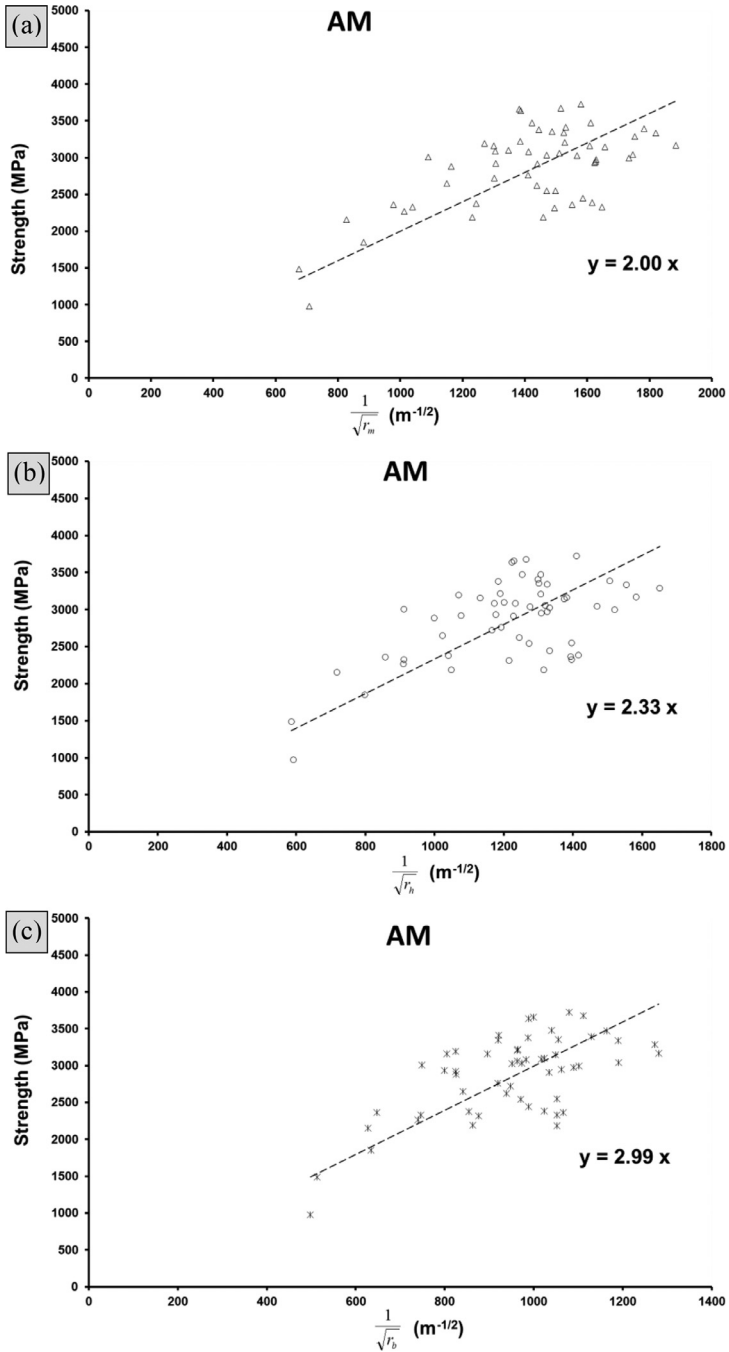 (a)
AM
5000
4500
4000
3500
3000
2500
2000
1500
1000
500
0
Strength (MPa)
y = 2.00 x
0 200 400 600 800 1000 1200 1400 1600 1800 2000
1/√r_m (m-1/2)
(b)
AM
5000
4500
4000
3500
3000
2500
2000
1500
1000
500
0
Strength (MPa)
y = 2.33 x
0 200 400 600 800 1000 1200 1400 1600 1800
1/√r_h (m-1/2)
(c)
AM
5000
4500
4000
3500
3000
2500
2000
1500
1000
500
0
Strength (MPa)
y = 2.99 x
0 200 400 600 800 1000 1200 1400
1/√r_b (m-1/2)